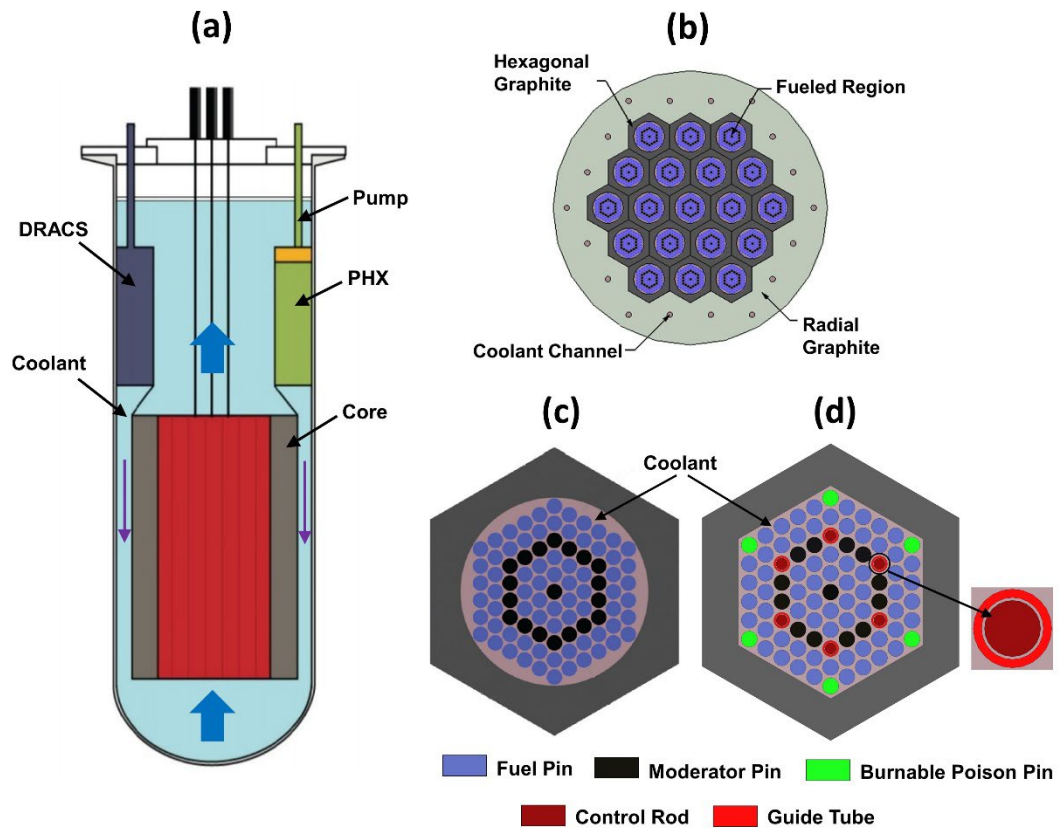 (a)
DRACS
Coolant
Pump
PHX
Core
(b)
Hexagonal
Graphite
Fueled Region
Coolant Channel
Radial
Graphite
(c)
(d)
Coolant
Fuel Pin
Moderator Pin
Burnable Poison Pin
Control Rod
Guide Tube